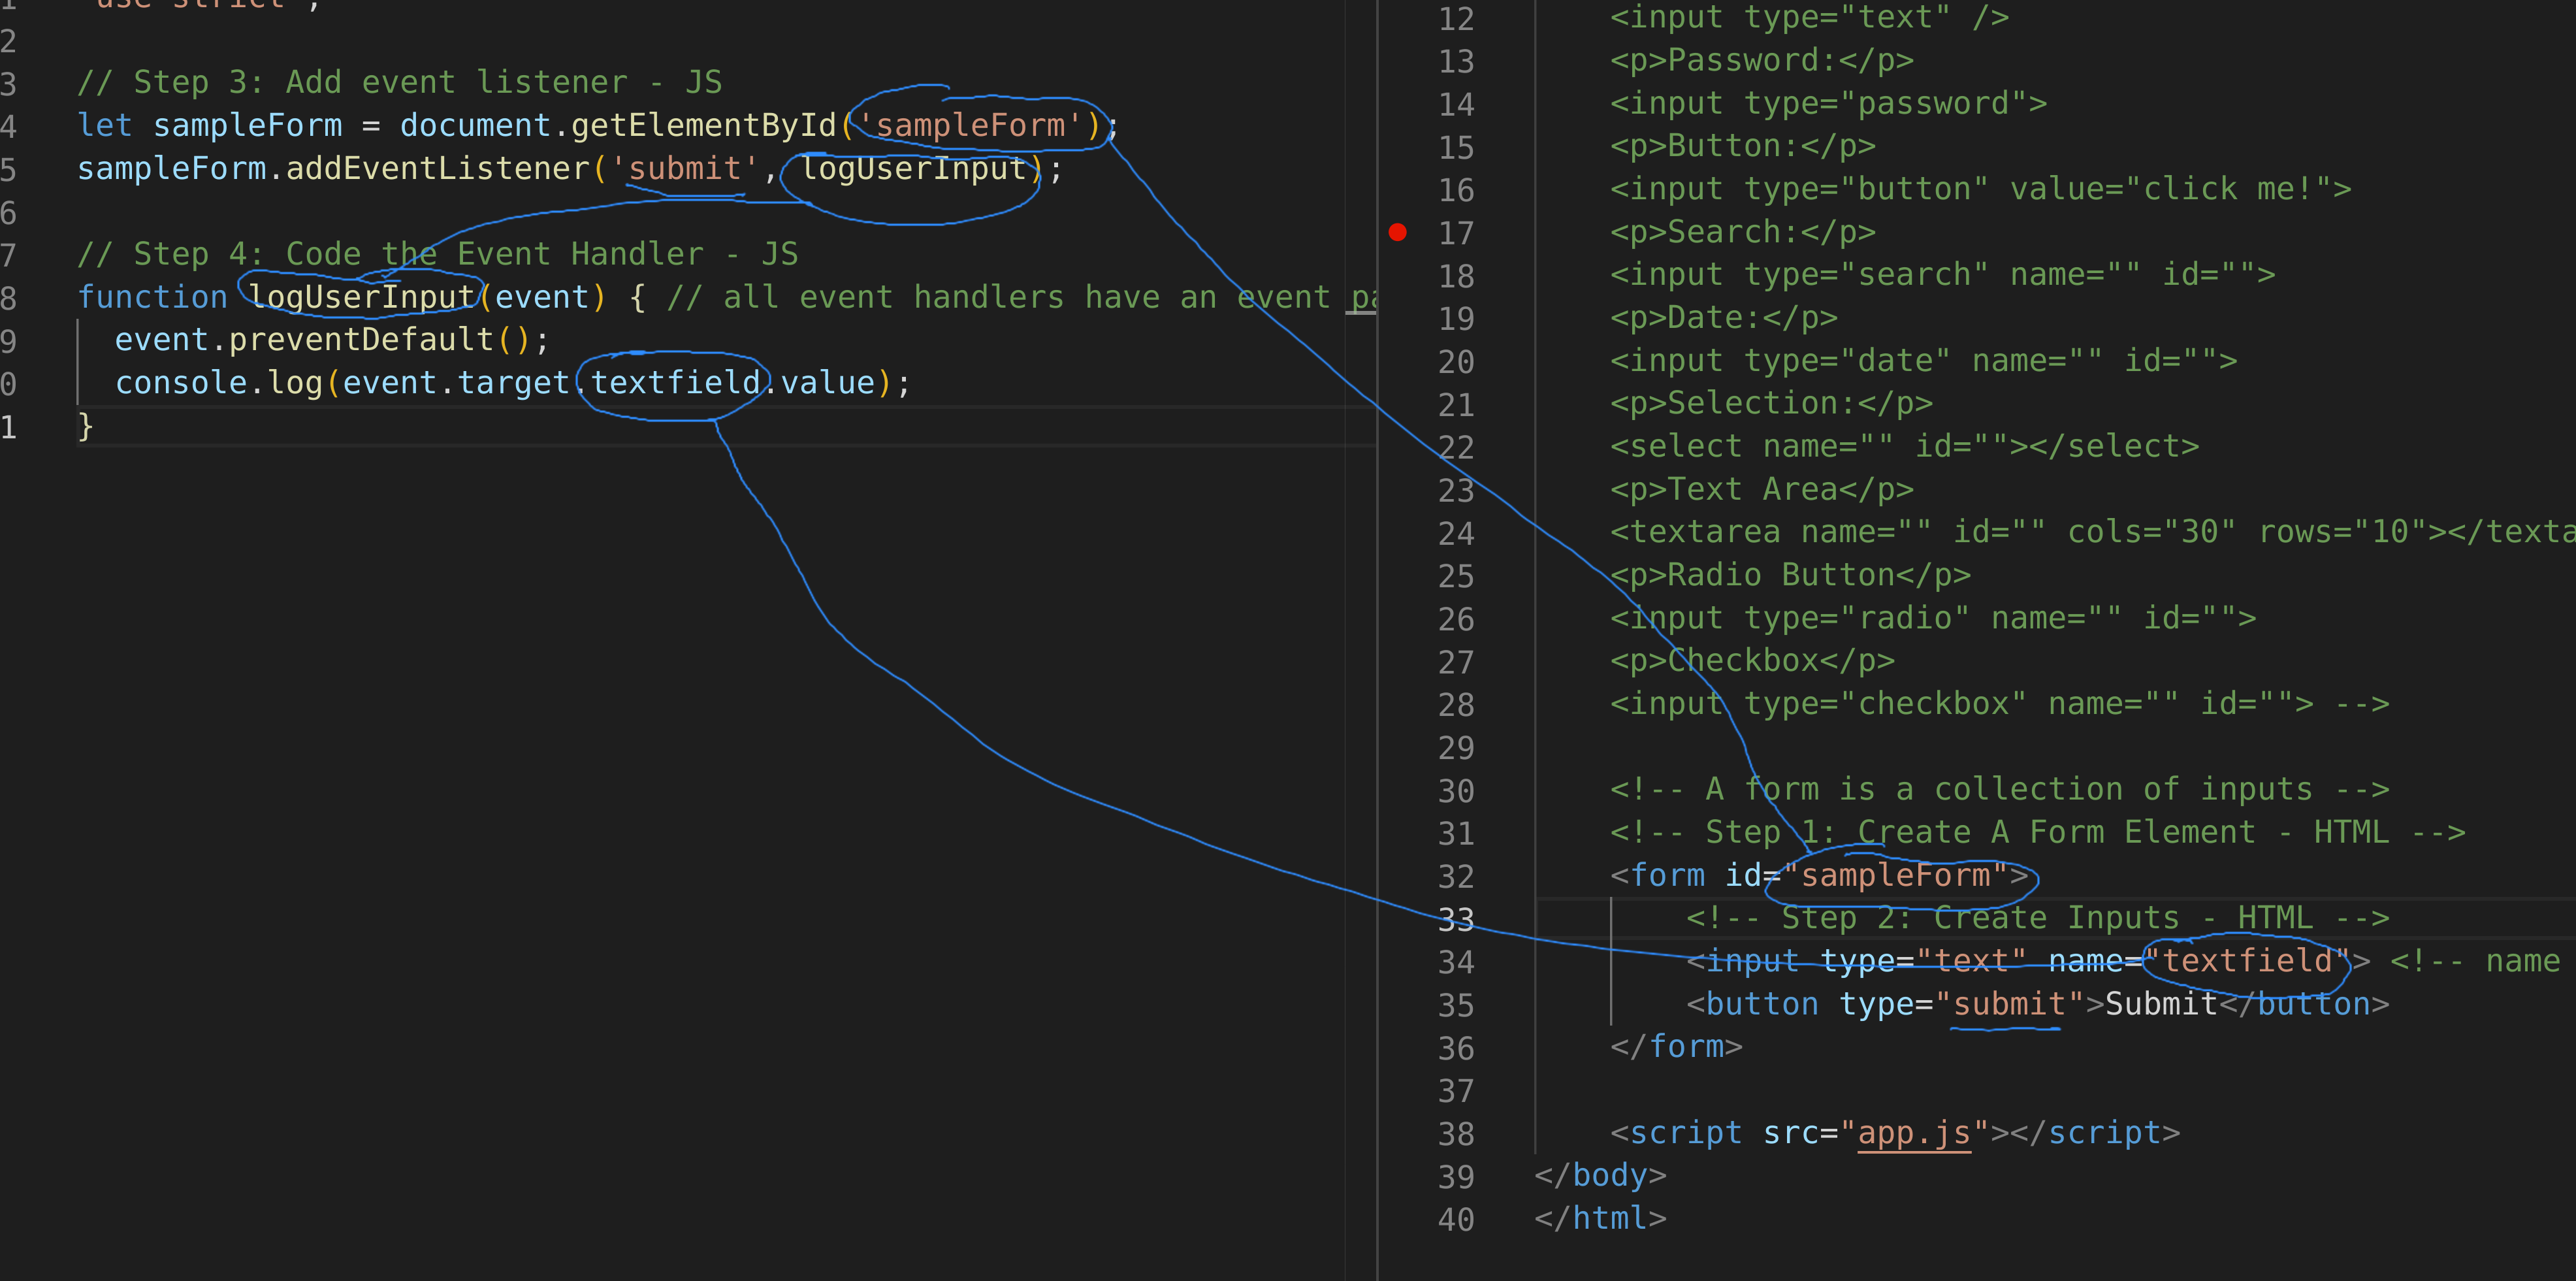 'use strict';
2
3 // Step 3: Add event listener - JS
4 let sampleForm = document.getElementById('sampleForm');
5 sampleForm.addEventListener('submit', logUserInput);
6
7 // Step 4: Code the Event Handler - JS
8 function logUserInput(event) { // all event handlers have an event
9 event.preventDefault();
0 console.log(event.target.textfield.value);
1 }
12 <input type="text" />
13 <p>Password:</p>
14 <input type="password">
15 <p>Button:</p>
16 <input type="button" value="click me!">
17 <p>Search:</p>
18 <input type="search" name="" id="">
19 <p>Date:</p>
20 <input type="date" name="" id="">
21 <p>Selection:</p>
22 <select name="" id=""></select>
23 <p>Text Area</p>
24 <textarea name="" id="" cols="30" rows="10"></texta
25 <p>Radio Button</p>
26 <input type="radio" name="" id="">
27 <p>Checkbox</p>
28 <input type="checkbox" name="" id=""> -->
29
30 <!-- A form is a collection of inputs -->
31 <!-- Step 1: Create A Form Element - HTML -->
32 <form id="sampleForm">
33 <!-- Step 2: Create Inputs - HTML -->
34 <input type="text" name="textfield"> <!-- name
35 <button type="submit">Submit</button>
36 </form>
37
38 <script src="app.js"></script>
39 </body>
40 </html>